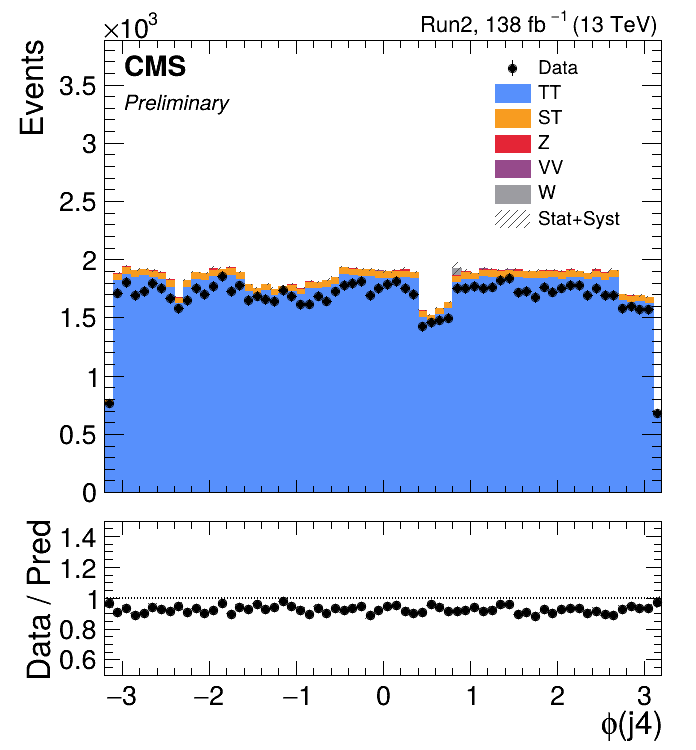 ×10³
Run2, 138 fb⁻¹ (13 TeV)
CMS
Preliminary
Events
3.5
3
2.5
2
1.5
1
0.5
0
Data
TT
ST
Z
VV
W
Stat+Syst
Data / Pred
1.4
1.2
1
0.8
0.6
−3 −2 −1 0 1 2 3
ϕ(j4)